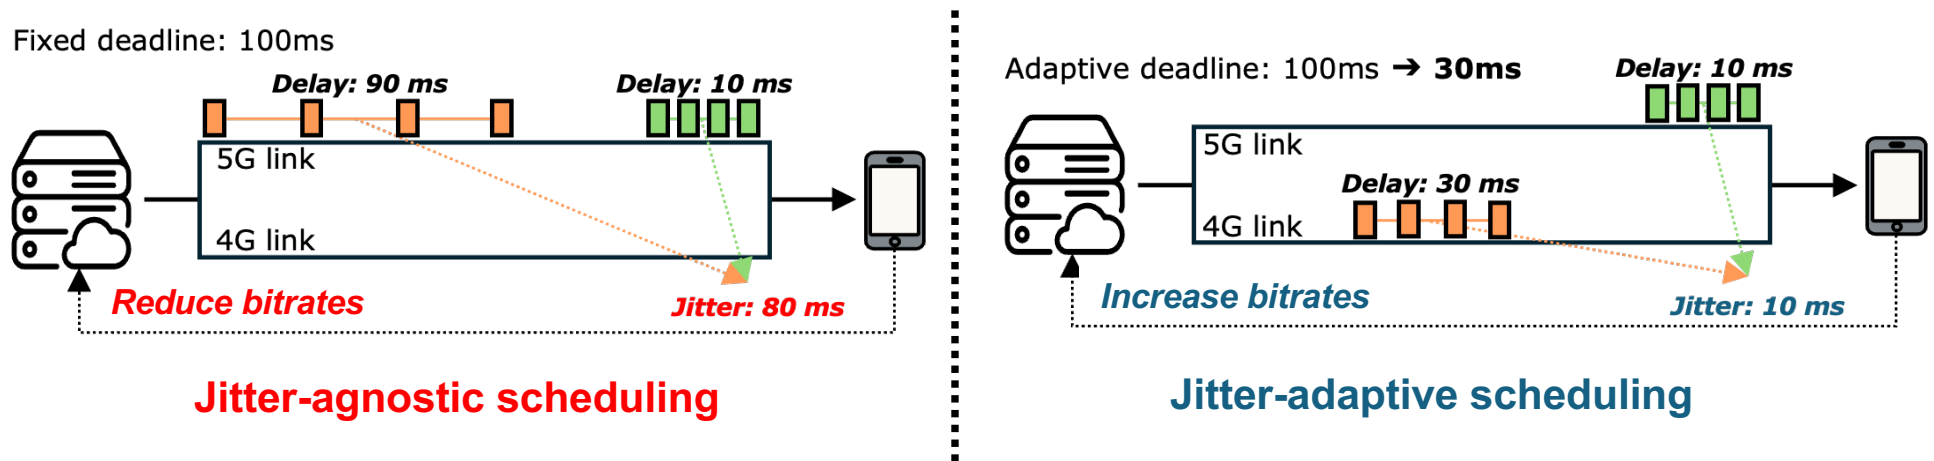 Fixed deadline: 100ms
Delay: 90 ms
Delay: 10 ms
5G link
4G link
Reduce bitrates
Jitter: 80 ms
Jitter-agnostic scheduling
Adaptive deadline: 100ms ➔ 30ms
Delay: 10 ms
5G link
Delay: 30 ms
4G link
Increase bitrates
Jitter: 10 ms
Jitter-adaptive scheduling